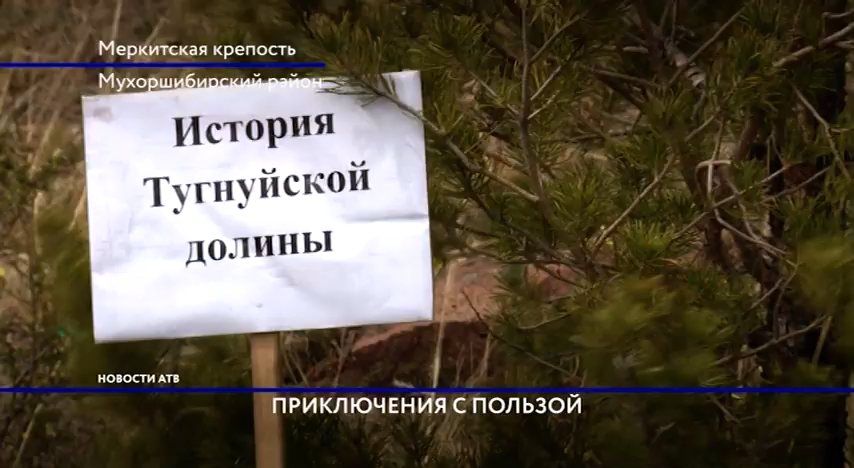 Меркитская крепость
Мухоршибирский район
История
Тугнуйской
долины
НОВОСТИ АТВ
ПРИКЛЮЧЕНИЯ С ПОЛЬЗОЙ